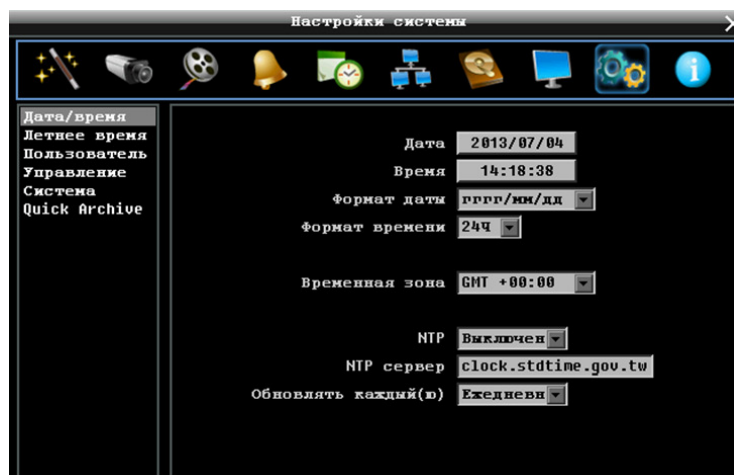 Настройки системы
Дата/время
Летнее время
Пользователь
Управление
Система
Quick Archive
Дата 2013/07/04
Время 14:18:38
Формат даты гггг/мм/дд
Формат времени 24Ч
Временная зона GMT +00:00
NTP Выключен
NTP сервер clock.stdtime.gov.tw
Обновлять каждый(ю) Ежедневн